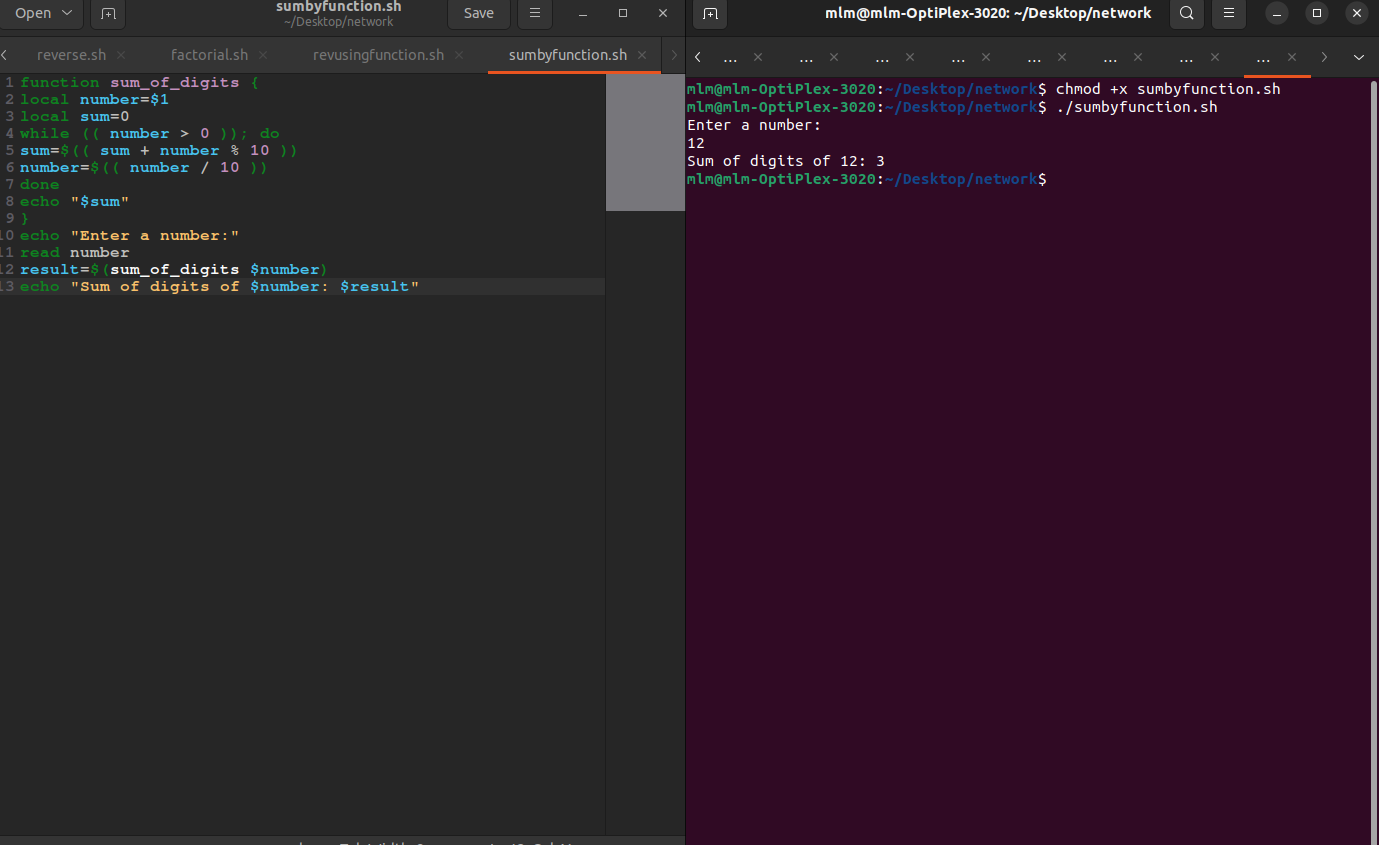 Open
sumbyfunction.sh
~/Desktop/network
Save
reverse.sh
factorial.sh
revusingfunction.sh
sumbyfunction.sh
1 function sum_of_digits {
2 local number=$1
3 local sum=0
4 while (( number > 0 )); do
5 sum=$(( sum + number % 10 ))
6 number=$(( number / 10 ))
7 done
8 echo "$sum"
9 }
10 echo "Enter a number:"
11 read number
12 result=$(sum_of_digits $number)
13 echo "Sum of digits of $number: $result"
mlm@mlm-OptiPlex-3020: ~/Desktop/network
... ... ... ... ... ... ... ...
mlm@mlm-OptiPlex-3020:~/Desktop/network$ chmod +x sumbyfunction.sh
mlm@mlm-OptiPlex-3020:~/Desktop/network$ ./sumbyfunction.sh
Enter a number:
12
Sum of digits of 12: 3
mlm@mlm-OptiPlex-3020:~/Desktop/network$